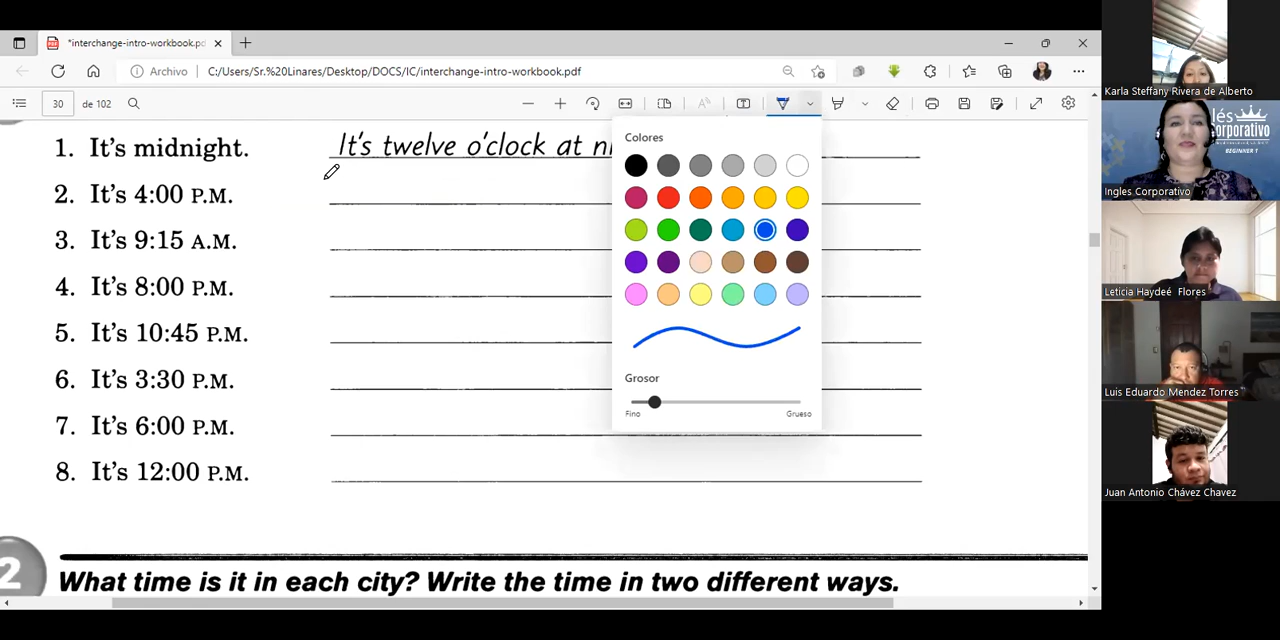 *interchange-intro-workbook.pd
Archivo
C:/Users/Sr.%20Linares/Desktop/DOCS/IC/interchange-intro-workbook.pdf
30 de 102
1. It's midnight. It's twelve o'clock at
2. It's 4:00 P.M.
3. It's 9:15 A.M.
4. It's 8:00 P.M.
5. It's 10:45 P.M.
6. It's 3:30 P.M.
7. It's 6:00 P.M.
8. It's 12:00 P.M.
Colores
Grosor
Fino Grueso
2
What time is it in each city? Write the time in two different ways.
Karla Steffany Rivera de Alberto
lés
orporativo
BEGINNER 1
Ingles Corporativo
Leticia Haydeé Flores
Luis Eduardo Mendez Torres
Juan Antonio Chávez Chavez